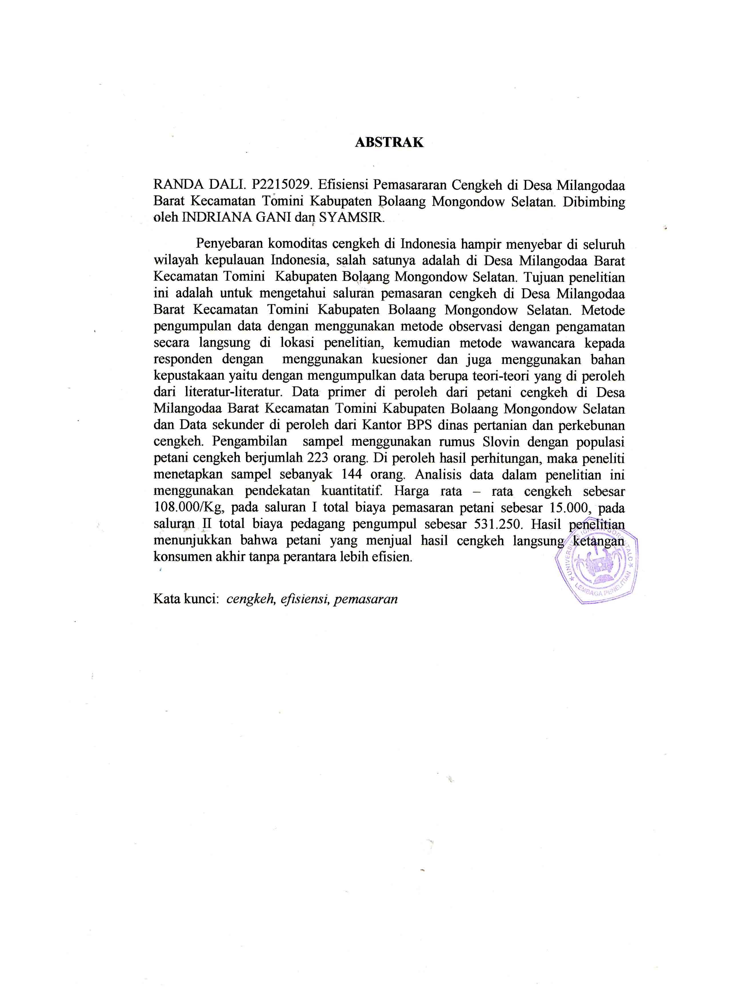 ABSTRAK
RANDA DALI. P2215029. Efisiensi Pemasararan Cengkeh di Desa Milangodaa
Barat Kecamatan Tomini Kabupaten Bolaang Mongondow Selatan. Dibimbing
oleh INDRIANA GANI dan SYAMSIR.
Penyebaran komoditas cengkeh di Indonesia hampir menyebar di seluruh
wilayah kepulauan Indonesia, salah satunya adalah di Desa Milangodaa Barat
Kecamatan Tomini Kabupaten Bolaang Mongondow Selatan. Tujuan penelitian
ini adalah untuk mengetahui saluran pemasaran cengkeh di Desa Milangodaa
Barat Kecamatan Tomini Kabupaten Bolaang Mongondow Selatan. Metode
pengumpulan data dengan menggunakan metode observasi dengan pengamatan
secara langsung di lokasi penelitian, kemudian metode wawancara kepada
responden dengan menggunakan kuesioner dan juga menggunakan bahan
kepustakaan yaitu dengan mengumpulkan data berupa teori-teori yang di peroleh
dari literatur-literatur. Data primer di peroleh dari petani cengkeh di Desa
Milangodaa Barat Kecamatan Tomini Kabupaten Bolaang Mongondow Selatan
dan Data sekunder di peroleh dari Kantor BPS dinas pertanian dan perkebunan
cengkeh. Pengambilan sampel menggunakan rumus Slovin dengan populasi
petani cengkeh berjumlah 223 orang. Di peroleh hasil perhitungan, maka peneliti
menetapkan sampel sebanyak 144 orang. Analisis data dalam penelitian ini
menggunakan pendekatan kuantitatif. Harga rata – rata cengkeh sebesar
108.000/Kg, pada saluran I total biaya pemasaran petani sebesar 15.000, pada
saluran II total biaya pedagang pengumpul sebesar 531.250. Hasil penelitian
menunjukkan bahwa petani yang menjual hasil cengkeh langsung ketangan
konsumen akhir tanpa perantara lebih efisien.
UNIVERSITAS ICHSAN GORONTALO
LEMBAGA PENELITIAN
Kata kunci: cengkeh, efisiensi, pemasaran